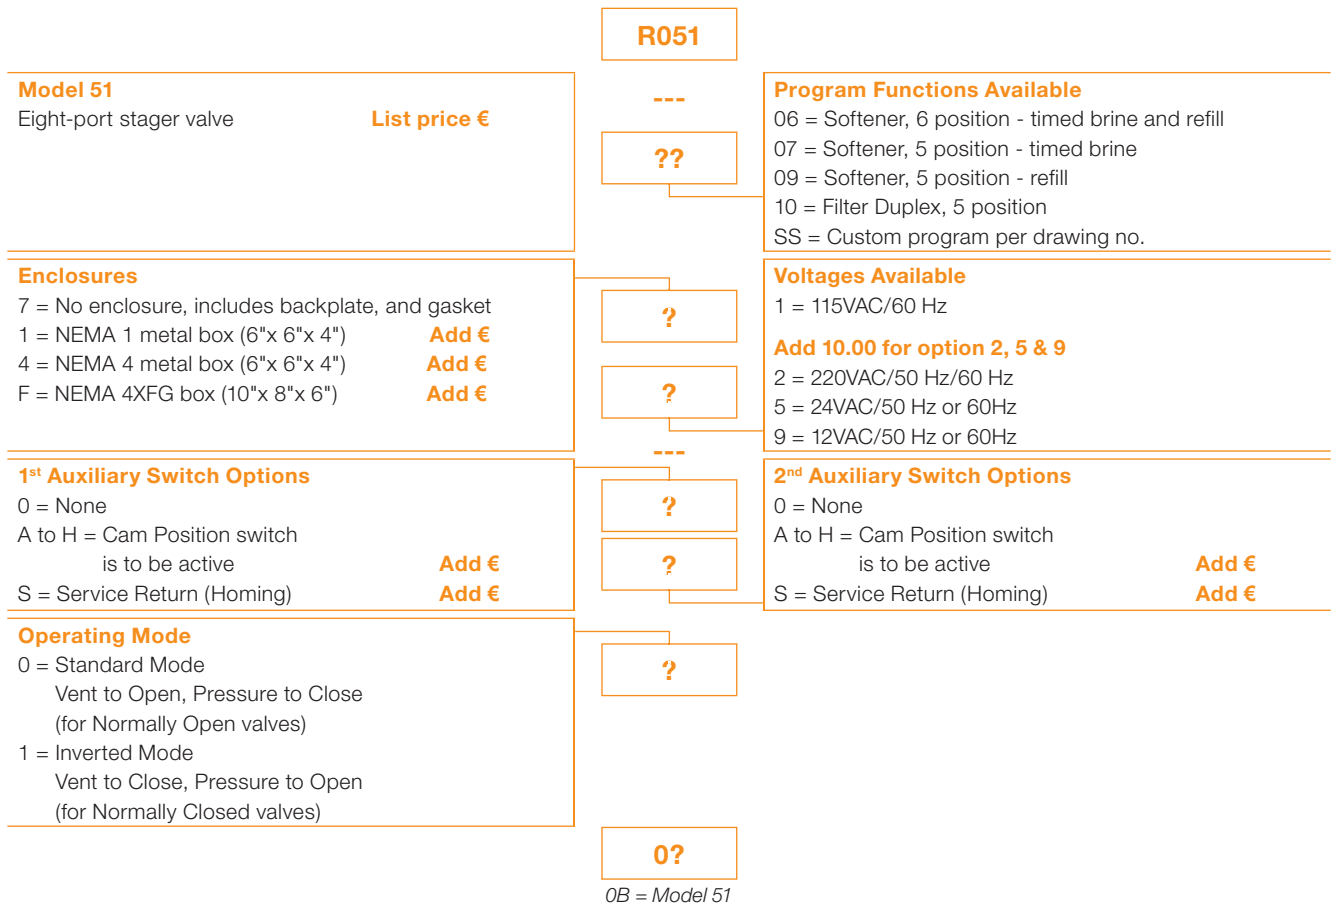 R051
Model 51
Eight-port stager valve List price €
---
??
Program Functions Available
06 = Softener, 6 position - timed brine and refill
07 = Softener, 5 position - timed brine
09 = Softener, 5 position - refill
10 = Filter Duplex, 5 position
SS = Custom program per drawing no.
Enclosures
7 = No enclosure, includes backplate, and gasket
1 = NEMA 1 metal box (6"x 6"x 4") Add €
4 = NEMA 4 metal box (6"x 6"x 4") Add €
F = NEMA 4XFG box (10"x 8"x 6") Add €
?
?
Voltages Available
1 = 115VAC/60 Hz
Add 10.00 for option 2, 5 & 9
2 = 220VAC/50 Hz/60 Hz
5 = 24VAC/50 Hz or 60Hz
9 = 12VAC/50 Hz or 60Hz
---
1st Auxiliary Switch Options
0 = None
A to H = Cam Position switch
is to be active Add €
S = Service Return (Homing) Add €
?
?
2nd Auxiliary Switch Options
0 = None
A to H = Cam Position switch
is to be active Add €
S = Service Return (Homing) Add €
Operating Mode
0 = Standard Mode
Vent to Open, Pressure to Close
(for Normally Open valves)
1 = Inverted Mode
Vent to Close, Pressure to Open
(for Normally Closed valves)
?
0?
0B = Model 51